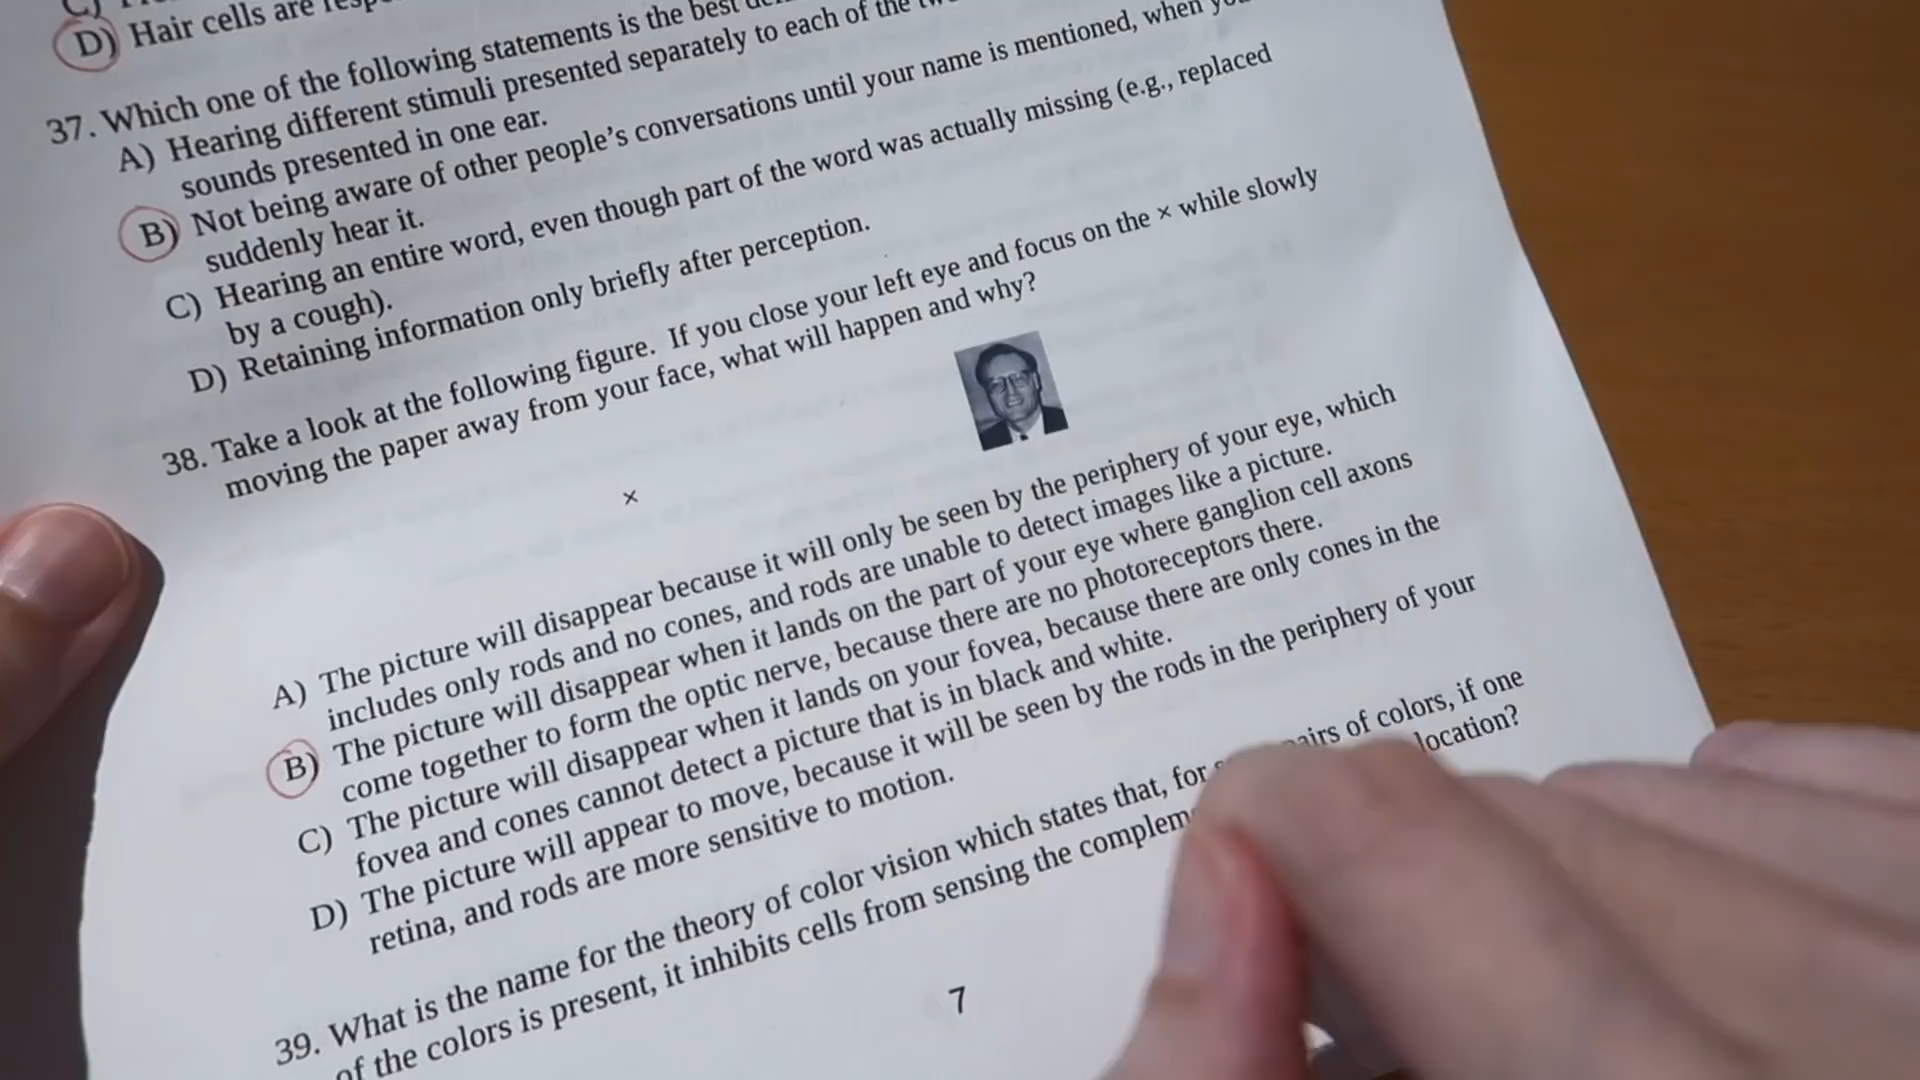 D) Hair cells are
37. Which one of the following statements is the best
A) Hearing different stimuli presented separately to each of the
sounds presented in one ear.
B) Not being aware of other people's conversations until your name is mentioned, when
suddenly hear it.
C) Hearing an entire word, even though part of the word was actually missing (e.g., replaced
by a cough).
D) Retaining information only briefly after perception.
38. Take a look at the following figure. If you close your left eye and focus on the × while slowly
moving the paper away from your face, what will happen and why?
×
A) The picture will disappear because it will only be seen by the periphery of your eye, which
includes only rods and no cones, and rods are unable to detect images like a picture.
B) The picture will disappear when it lands on the part of your eye where ganglion cell axons
come together to form the optic nerve, because there are no photoreceptors there.
C) The picture will disappear when it lands on your fovea, because there are only cones in the
fovea and cones cannot detect a picture that is in black and white.
D) The picture will appear to move, because it will be seen by the rods in the periphery of your
retina, and rods are more sensitive to motion.
39. What is the name for the theory of color vision which states that, for of colors, if one
of the colors is present, it inhibits cells from sensing the location?
7